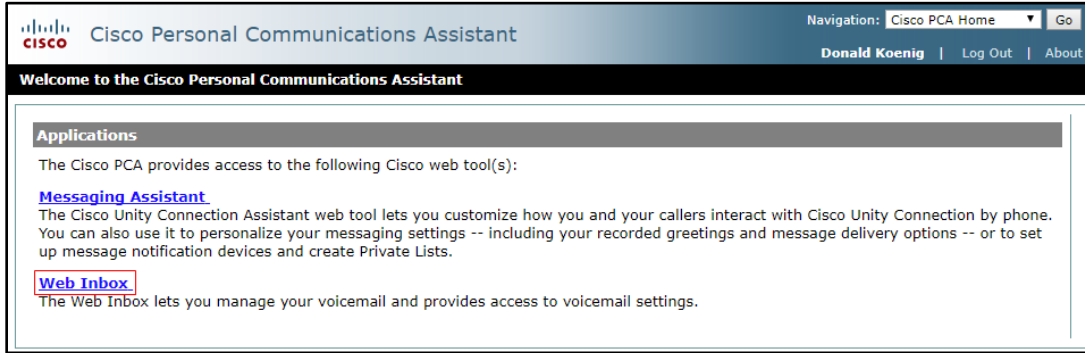 Navigation: Cisco PCA Home Go
CISCO Cisco Personal Communications Assistant
Donald Koenig | Log Out | About
Welcome to the Cisco Personal Communications Assistant
Applications
The Cisco PCA provides access to the following Cisco web tool(s):
Messaging Assistant
The Cisco Unity Connection Assistant web tool lets you customize how you and your callers interact with Cisco Unity Connection by phone.
You can also use it to personalize your messaging settings -- including your recorded greetings and message delivery options -- or to set
up message notification devices and create Private Lists.
Web Inbox
The Web Inbox lets you manage your voicemail and provides access to voicemail settings.